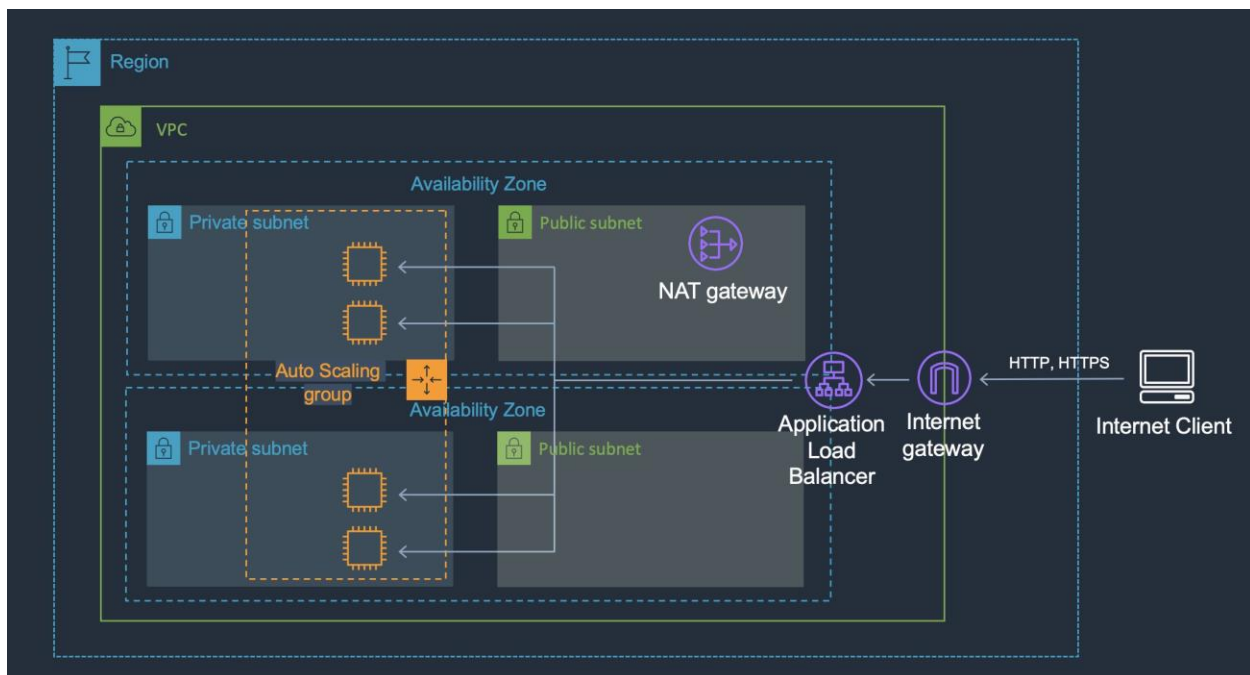 Region
VPC
Availability Zone
Private subnet
Public subnet
NAT gateway
Auto Scaling
group
Availability Zone
Private subnet
Public subnet
Application
Load
Balancer
Internet
gateway
HTTP, HTTPS
Internet Client